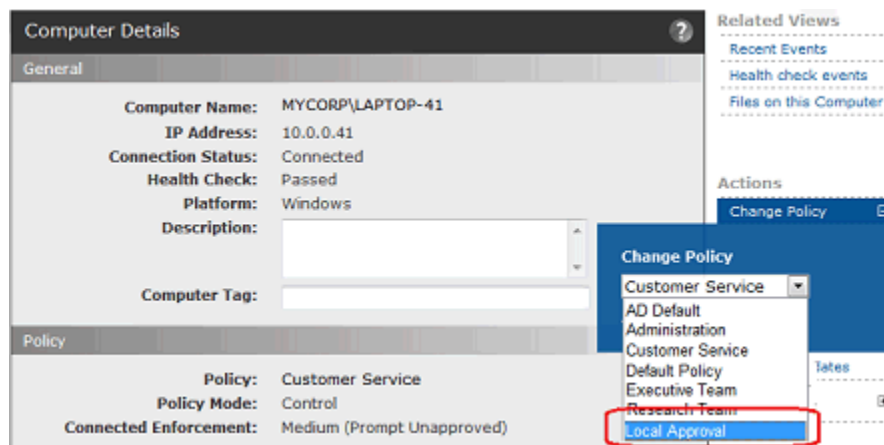 Computer Details
?
General
Computer Name: MYCORP\LAPTOP-41
IP Address: 10.0.0.41
Connection Status: Connected
Health Check: Passed
Platform: Windows
Description:
Computer Tag:
Policy
Policy: Customer Service
Policy Mode: Control
Connected Enforcement: Medium (Prompt Unapproved)
Related Views
Recent Events
Health check events
Files on this Computer
Actions
Change Policy
Change Policy
Customer Service
AD Default
Administration
Customer Service
Default Policy
Executive Team
Research Team
Local Approval